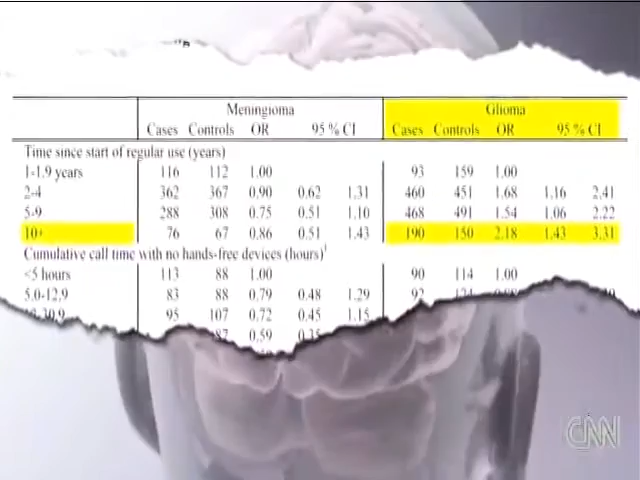 Meningioma Glioma
Cases Controls OR 95 % CI Cases Controls OR 95 % CI
Time since start of regular use (years)
1-1.9 years 116 112 1.00 93 159 1.00
2-4 362 367 0.90 0.62 1.31 460 451 1.68 1.16 2.41
5-9 288 308 0.75 0.51 1.10 468 491 1.54 1.06 2.22
10+ 76 67 0.86 0.51 1.43 190 150 2.18 1.43 3.31
Cumulative call time with no hands-free devices (hours)¹
<5 hours 113 88 1.00 90 114 1.00
5.0-12.9 83 88 0.79 0.48 1.29 92
95 107 0.72 0.45 1.15
87 0.59
CNN